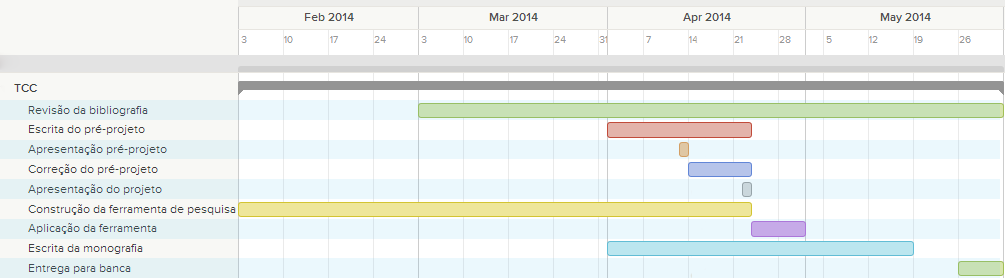 Feb 2014 Mar 2014 Apr 2014 May 2014
3 10 17 24 3 10 17 24 31 7 14 21 28 5 12 19 26
TCC
Revisão da bibliografia
Escrita do pré-projeto
Apresentação pré-projeto
Correção do pré-projeto
Apresentação do projeto
Construção da ferramenta de pesquisa
Aplicação da ferramenta
Escrita da monografia
Entrega para banca